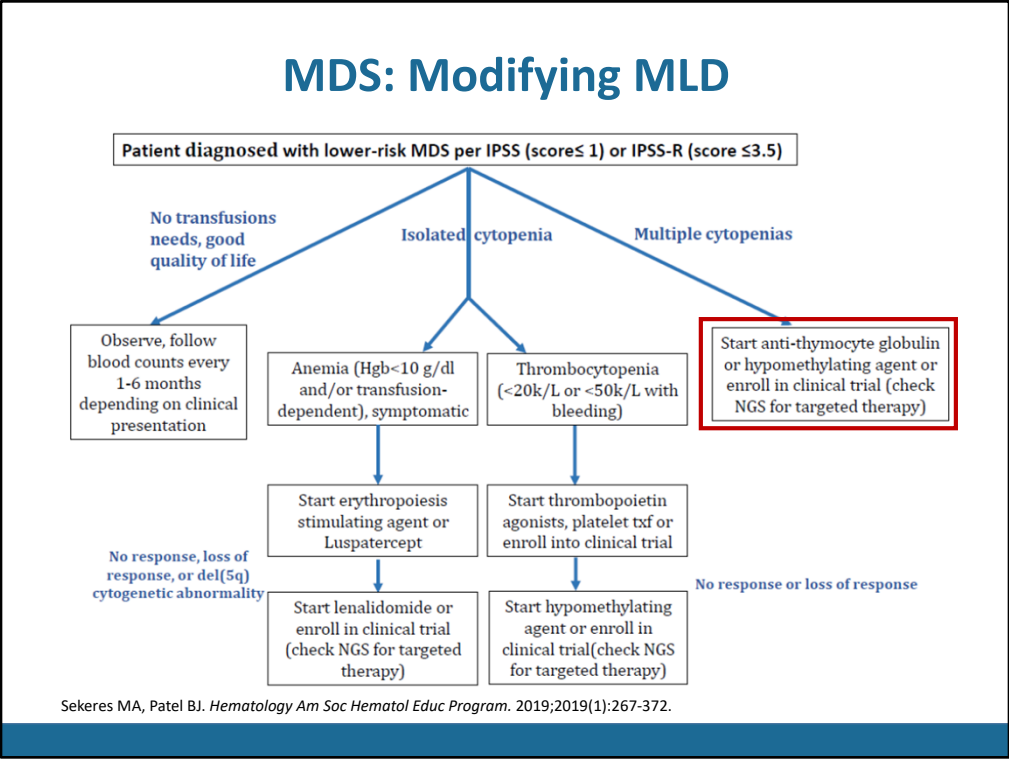 MDS: Modifying MLD
Patient diagnosed with lower-risk MDS per IPSS (score≤ 1) or IPSS-R (score ≤3.5)
No transfusions
needs, good
quality of life
Isolated cytopenia
Multiple cytopenias
Observe, follow
blood counts every
1-6 months
depending on clinical
presentation
Anemia (Hgb<10 g/dl
and/or transfusion-
dependent), symptomatic
Thrombocytopenia
(<20k/L or <50k/L with
bleeding)
Start anti-thymocyte globulin
or hypomethylating agent or
enroll in clinical trial (check
NGS for targeted therapy)
Start erythropoiesis
stimulating agent or
Luspatercept
Start thrombopoietin
agonists, platelet txf or
enroll into clinical trial
No response, loss of
response, or del(5q)
cytogenetic abnormality
No response or loss of response
Start lenalidomide or
enroll in clinical trial
(check NGS for targeted
therapy)
Start hypomethylating
agent or enroll in
clinical trial(check NGS
for targeted therapy)
Sekeres MA, Patel BJ. Hematology Am Soc Hematol Educ Program. 2019;2019(1):267-372.